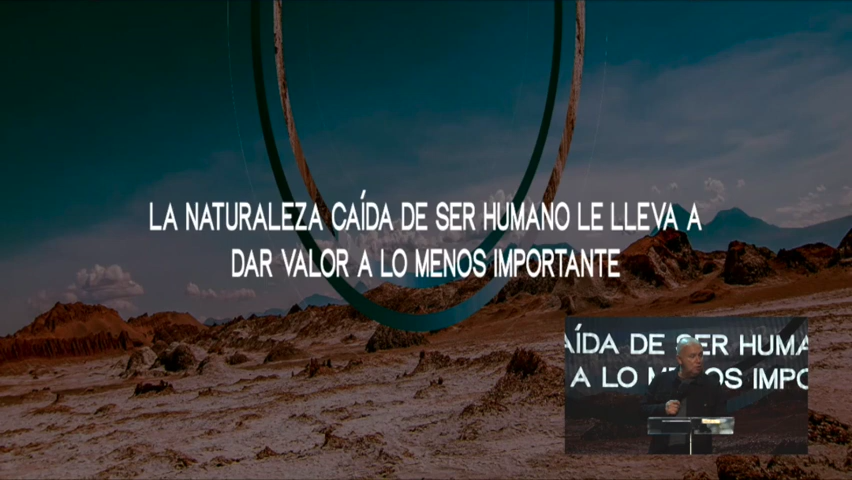 LA NATURALEZA CAÍDA DE SER HUMANO LE LLEVA A
DAR VALOR A LO MENOS IMPORTANTE
AÍDA DE SER HUMA
A LO MENOS IMPO